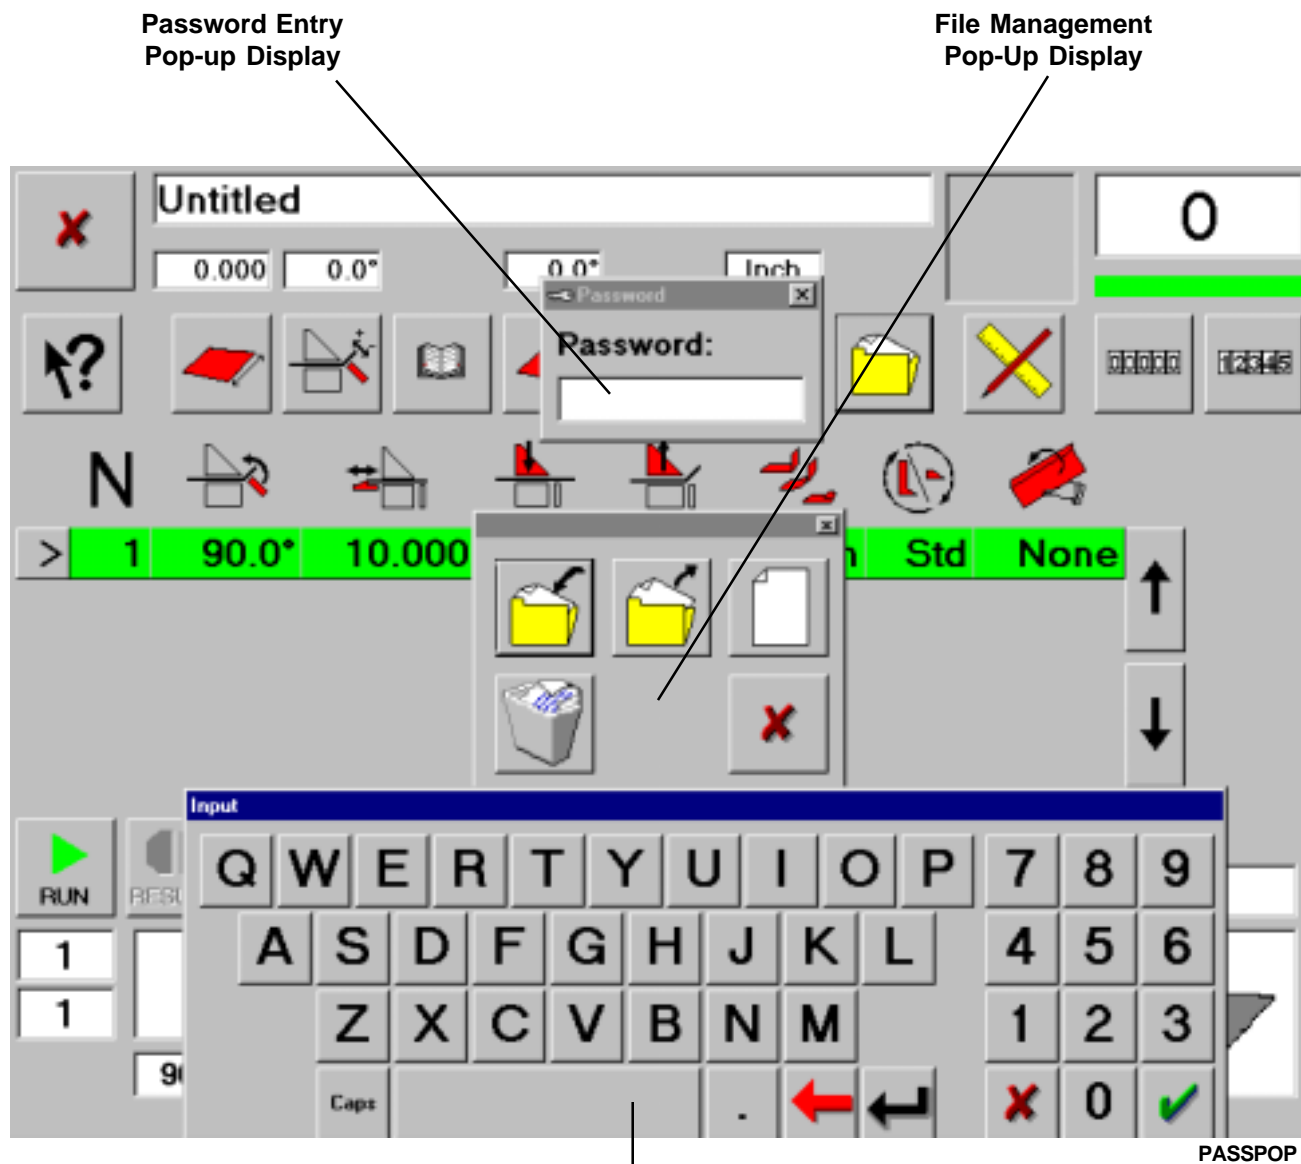 Password Entry
Pop-up Display
File Management
Pop-Up Display
Untitled
0
0.000
0.0°
0.0°
Inch
Password
Password:
?
00000
12345
N
> 1 90.0° 10.000
Std None
Input
Q W E R T Y U I O P 7 8 9
RUN
A S D F G H J K L 4 5 6
1
Z X C V B N M 1 2 3
1
Caps . 0
PASSPOP